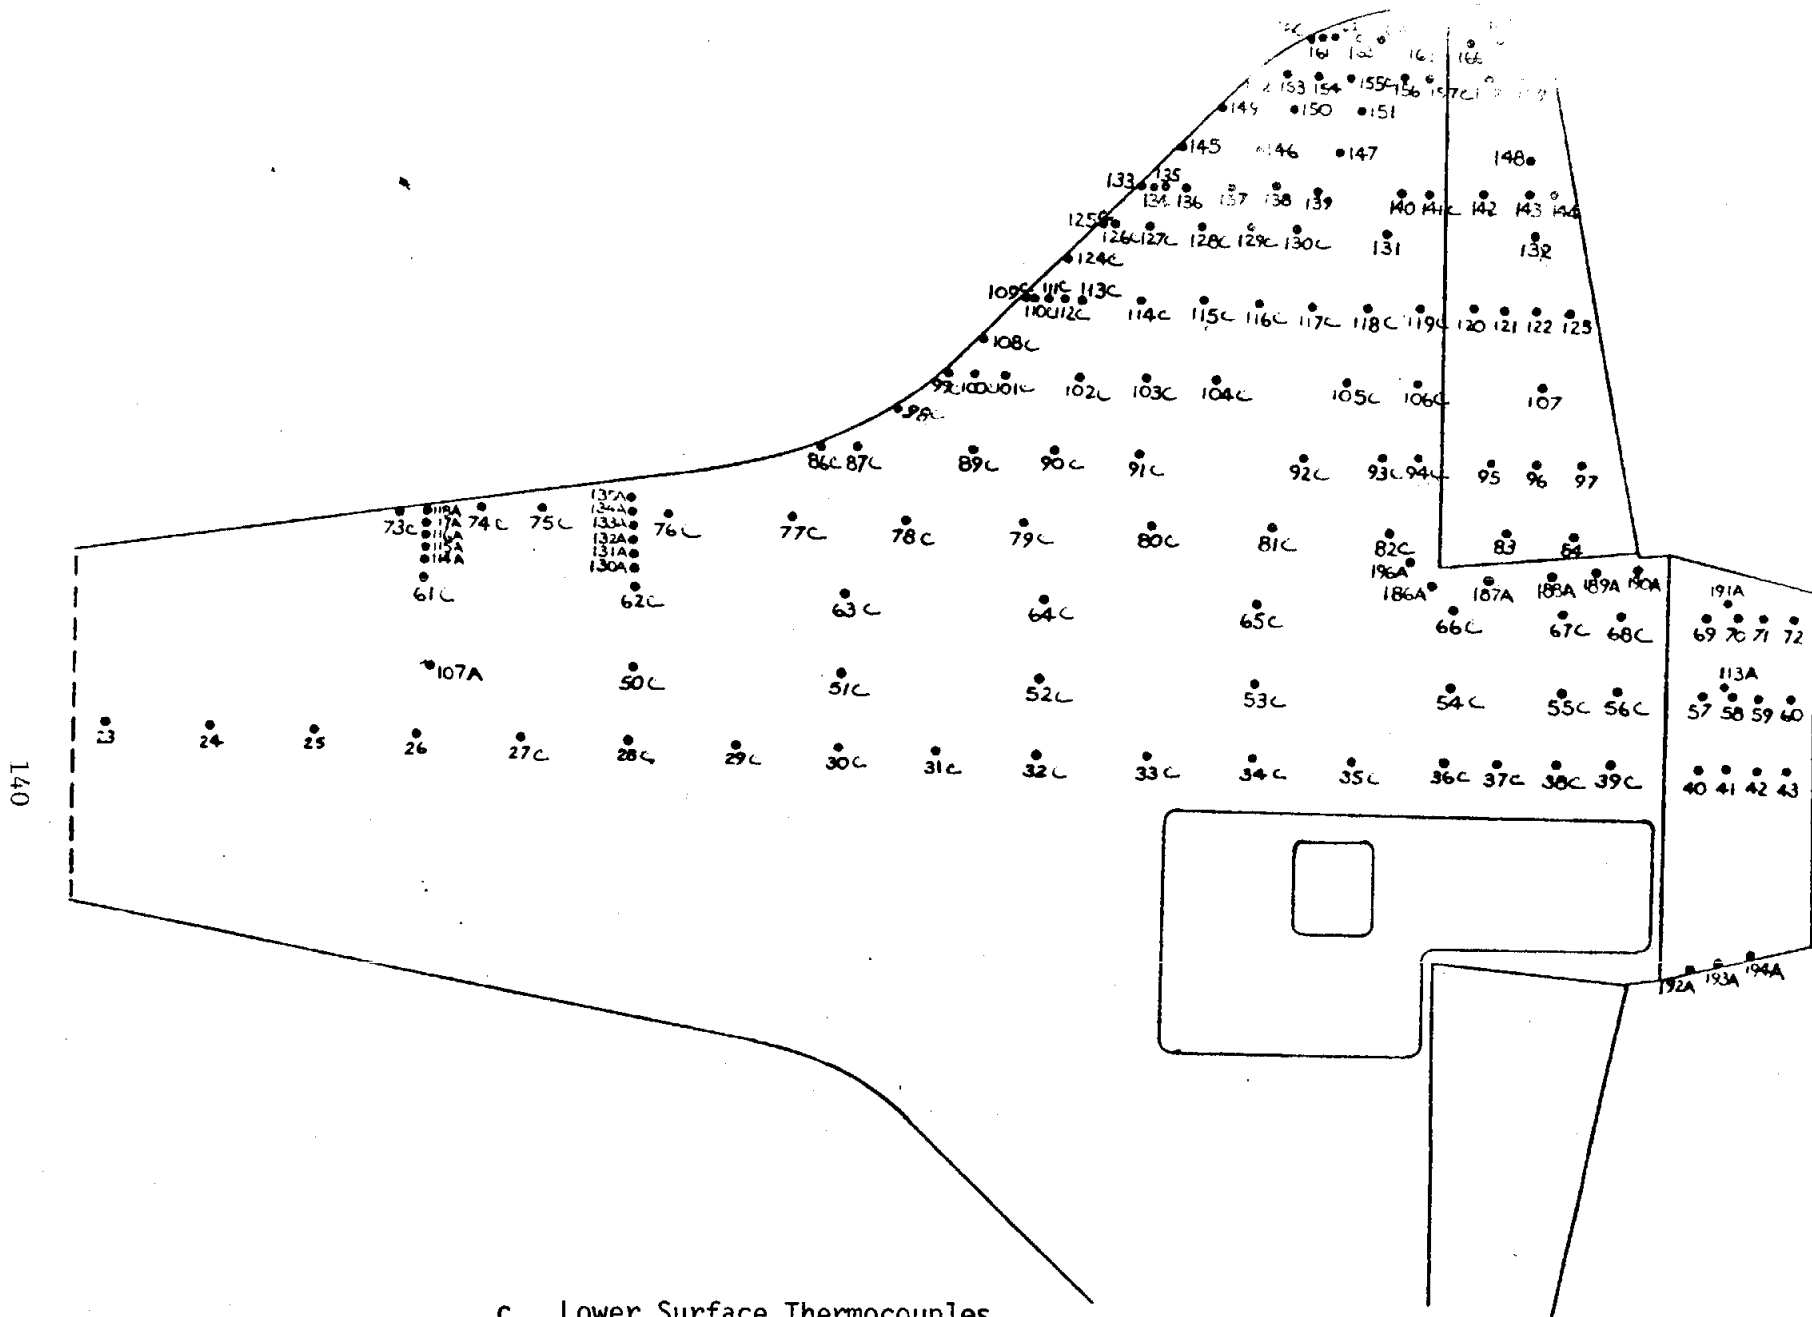 161 166
153 154 155C 156 157C
149 150 151
145 146 147 148
133 135
134 136 137 138 139 140 141C 142 143 144
125C
126C 127C 128C 129C 130C 131 132
124C
109C 111C 113C
110C 112C 114C 115C 116C 117C 118C 119C 120 121 122 123
108C
99C 100C 101C 102C 103C 104C 105C 106C 107
98C
86C 87C 89C 90C 91C 92C 93C 94C 95 96 97
73C 118A 74C 75C 135A 76C 77C 78C 79C 80C 81C 82C 83 84
117A 134A
116A 133A
115A 132A
114A 131A
130A
196A
186A 187A 188A 189A 190A
191A
61C 62C 63C 64C 65C 66C 67C 68C 69 70 71 72
107A 50C 51C 52C 53C 54C 55C 56C 113A
57 58 59 60
23 24 25 26 27C 28C 29C 30C 31C 32C 33C 34C 35C 36C 37C 38C 39C 40 41 42 43
192A 193A 194A
140
c Lower Surface Thermocouples